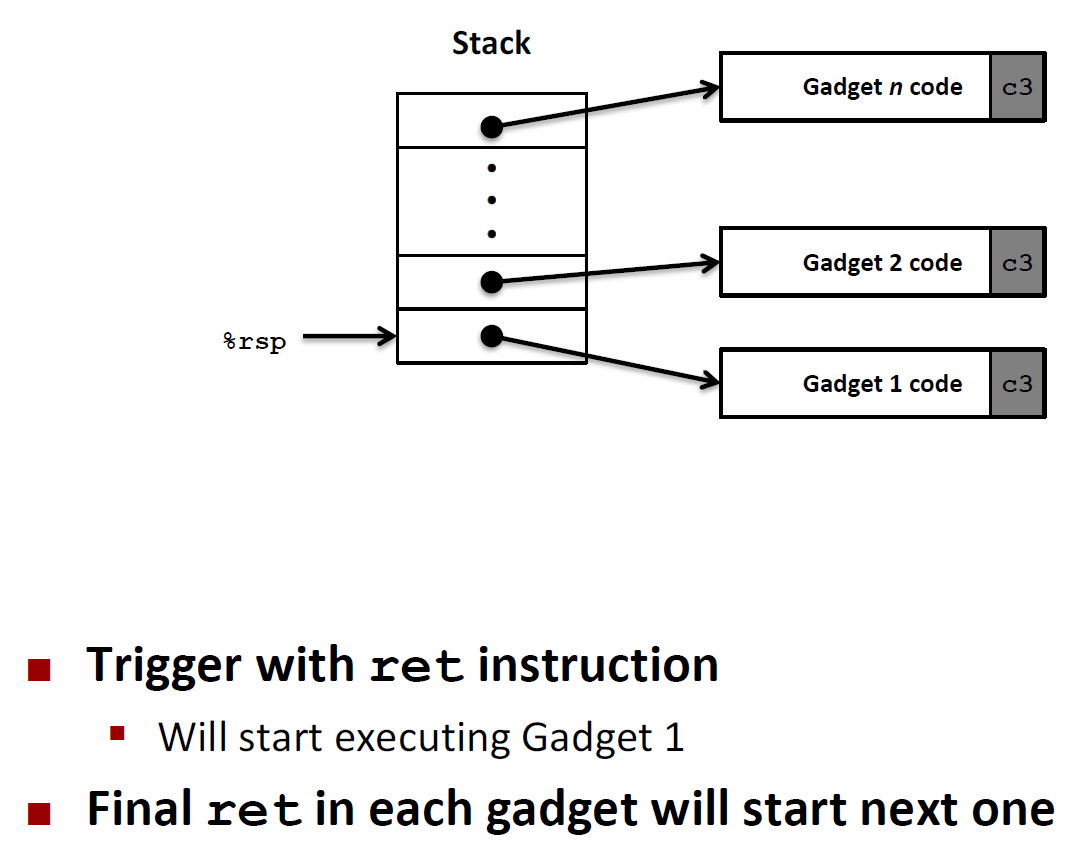 Stack
Gadget n code c3
Gadget 2 code c3
%rsp
Gadget 1 code c3
Trigger with ret instruction
Will start executing Gadget 1
Final ret in each gadget will start next one